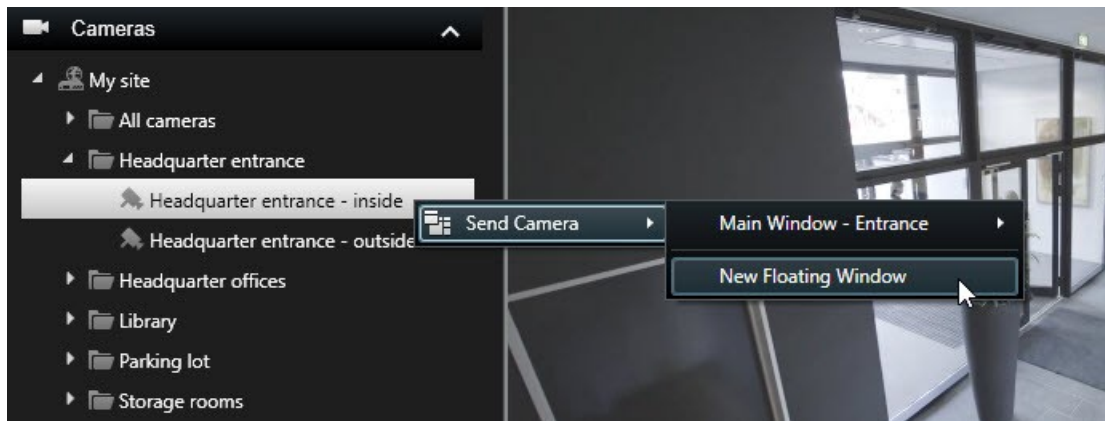 Cameras
My site
All cameras
Headquarter entrance
Headquarter entrance - inside
Send Camera
Main Window - Entrance
Headquarter entrance - outside
New Floating Window
Headquarter offices
Library
Parking lot
Storage rooms